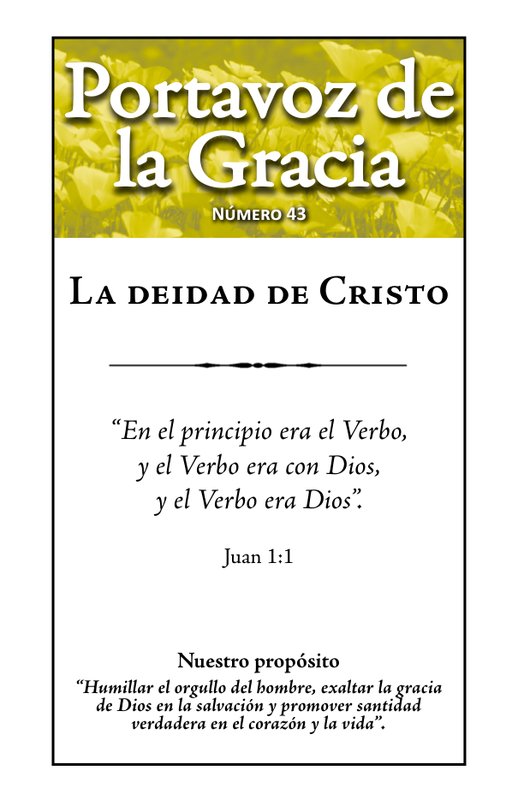 Portavoz de
la Gracia
NÚMERO 43
LA DEIDAD DE CRISTO
“En el principio era el Verbo,
y el Verbo era con Dios,
y el Verbo era Dios”.
Juan 1:1
Nuestro propósito
“Humillar el orgullo del hombre, exaltar la gracia
de Dios en la salvación y promover santidad
verdadera en el corazón y la vida”.